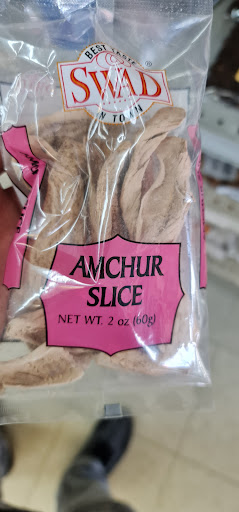 BEST TASTE
SWAD
®
IN TOWN
AMCHUR
SLICE
NET WT. 2 oz (60g)